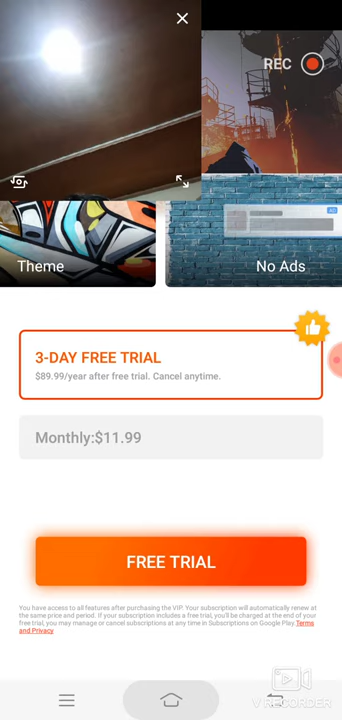 REC
AD
Theme
No Ads
3-DAY FREE TRIAL
$89.99/year after free trial. Cancel anytime.
Monthly:$11.99
FREE TRIAL
You have access to all features after purchasing the VIP. Your subscription will automatically renew at
the same price and period. If your subscription includes a free trial, you'll be charged at the end of your
free trial, you may manage or cancel subscriptions at any time in Subscriptions on Google Play Terms
and Privacy
V RECORDER